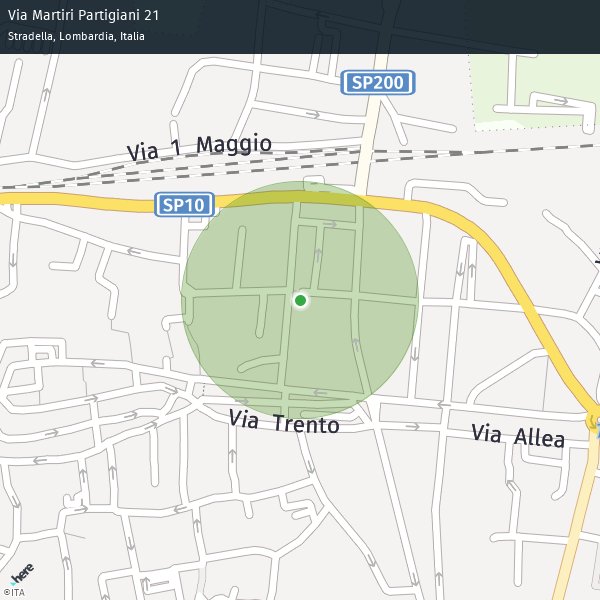 Via Martiri Partigiani 21
Stradella, Lombardia, Italia
SP200
Via 1 Maggio
SP10
Via Trento
Via Allea
here
©ITA